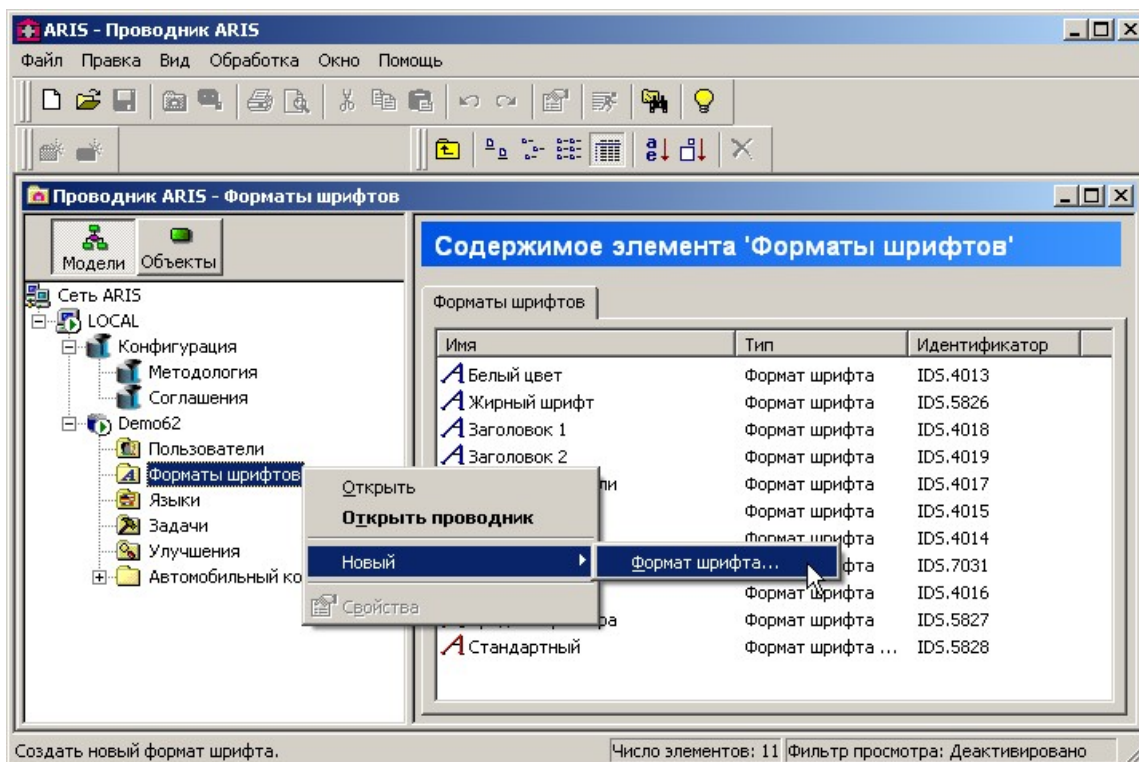 ARIS - Проводник ARIS
Файл Правка Вид Обработка Окно Помощь
Проводник ARIS - Форматы шрифтов
Модели Объекты
Сеть ARIS
LOCAL
Конфигурация
Методология
Соглашения
Demo62
Пользователи
Форматы шрифтов
Языки
Задачи
Улучшения
Автомобильный ко
Открыть
Открыть проводник
Новый
Свойства
Формат шрифта...
Содержимое элемента 'Форматы шрифтов'
Форматы шрифтов
Имя Тип Идентификатор
Белый цвет Формат шрифта IDS.4013
Жирный шрифт Формат шрифта IDS.5826
Заголовок 1 Формат шрифта IDS.4018
Заголовок 2 Формат шрифта IDS.4019
ли Формат шрифта IDS.4017
Формат шрифта IDS.4015
Формат шрифта IDS.4014
фта IDS.7031
Формат шрифта IDS.4016
ра Формат шрифта IDS.5827
Стандартный Формат шрифта ... IDS.5828
Создать новый формат шрифта. Число элементов: 11 Фильтр просмотра: Деактивировано